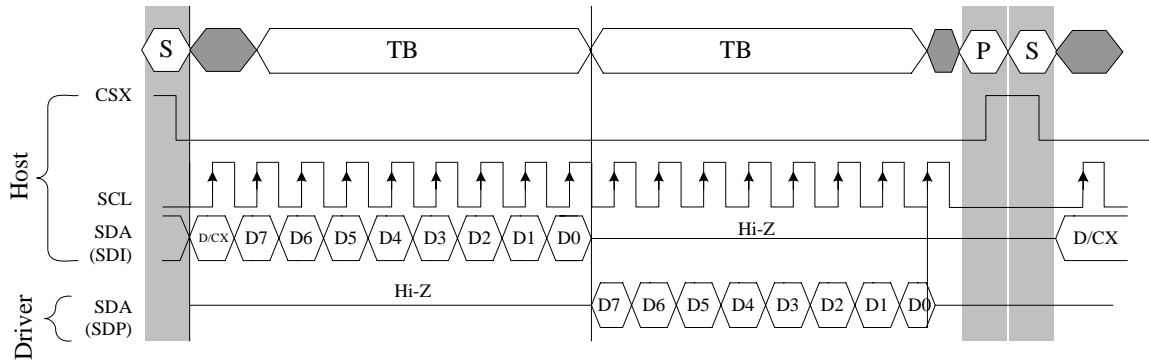 S TB TB P S
CSX
Host
SCL
SDA D/CX D7 D6 D5 D4 D3 D2 D1 D0 Hi-Z D/CX
(SDI)
Hi-Z
Driver
SDA D7 D6 D5 D4 D3 D2 D1 D0
(SDP)